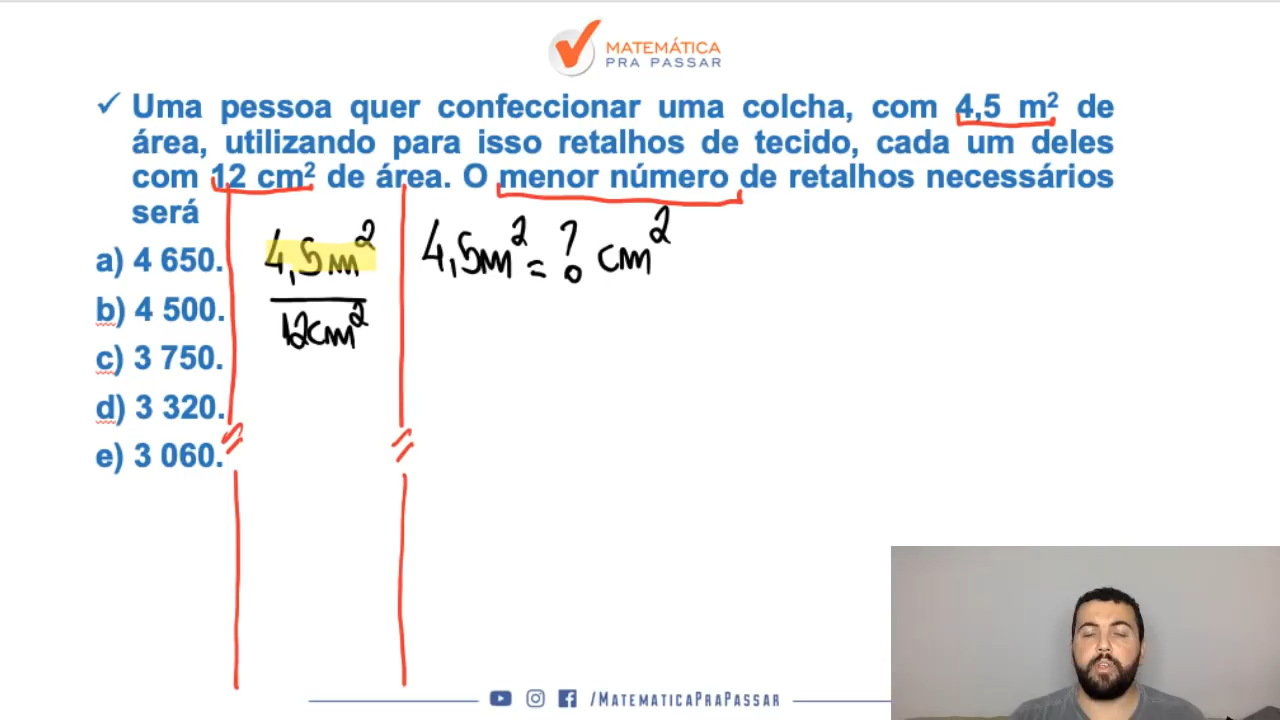 MATEMÁTICA
PRA PASSAR
✓ Uma pessoa quer confeccionar uma colcha, com 4,5 m² de
área, utilizando para isso retalhos de tecido, cada um deles
com 12 cm² de área. O menor número de retalhos necessários
será
a) 4 650.
b) 4 500.
c) 3 750.
d) 3 320.
e) 3 060.
4,5m²
12cm²
4,5m² = ? cm²
/MATEMATICAPRAPASSAR